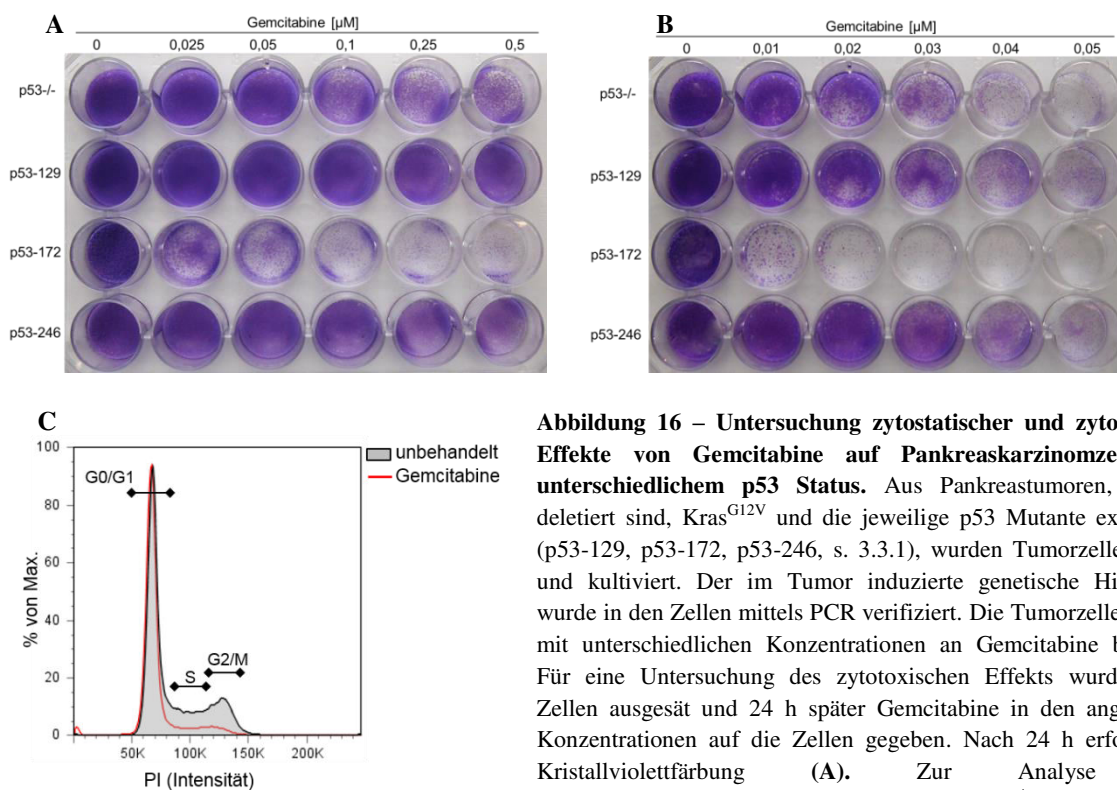 A
Gemcitabine [µM]
0 0,025 0,05 0,1 0,25 0,5
p53-/-
p53-129
p53-172
p53-246
B
Gemcitabine [µM]
0 0,01 0,02 0,03 0,04 0,05
p53-/-
p53-129
p53-172
p53-246
C
100
80
60
40
20
0
% von Max.
G0/G1
S
G2/M
50K 100K 150K 200K
PI (Intensität)
unbehandelt
Gemcitabine
Abbildung 16 – Untersuchung zytostatischer und zyto
Effekte von Gemcitabine auf Pankreaskarzinomze
unterschiedlichem p53 Status. Aus Pankreastumoren,
deletiert sind, Kras^G12V und die jeweilige p53 Mutante ex
(p53-129, p53-172, p53-246, s. 3.3.1), wurden Tumorzelle
und kultiviert. Der im Tumor induzierte genetische Hi
wurde in den Zellen mittels PCR verifiziert. Die Tumorzelle
mit unterschiedlichen Konzentrationen an Gemcitabine b
Für eine Untersuchung des zytotoxischen Effekts wurd
Zellen ausgesät und 24 h später Gemcitabine in den ang
Konzentrationen auf die Zellen gegeben. Nach 24 h erfo
Kristallviolettfärbung (A). Zur Analyse